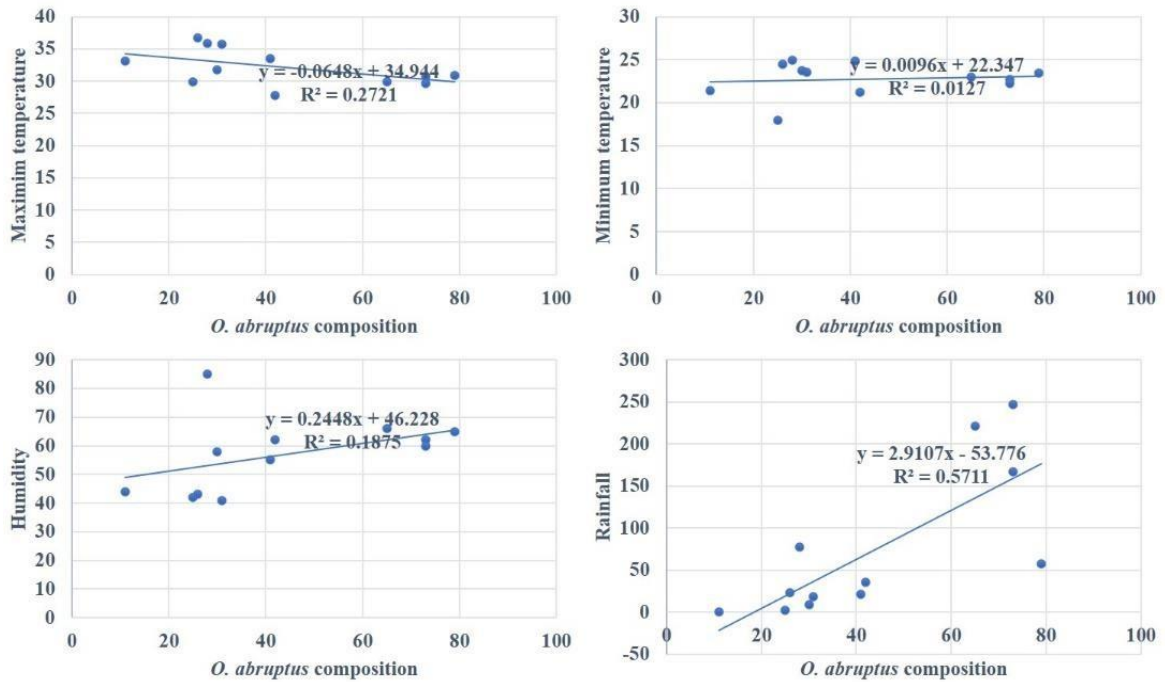 40
35
30
25
20
15
10
5
0
Maximim temperature
y = -0.0648x + 34.944
R² = 0.2721
0 20 40 60 80 100
O. abruptus composition
30
25
20
15
10
5
0
Minimum temperature
y = 0.0096x + 22.347
R² = 0.0127
0 20 40 60 80 100
O. abruptus composition
90
80
70
60
50
40
30
20
10
0
Humidity
y = 0.2448x + 46.228
R² = 0.1875
0 20 40 60 80 100
O. abruptus composition
300
250
200
150
100
50
0
-50
Rainfall
y = 2.9107x - 53.776
R² = 0.5711
0 20 40 60 80 100
O. abruptus composition